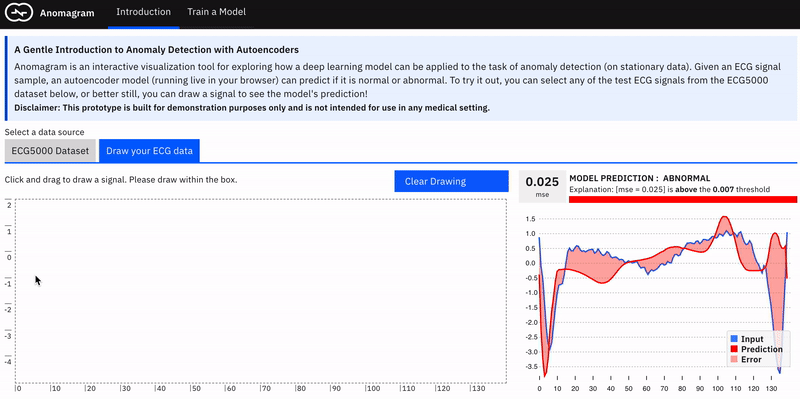 Anomagram
Introduction
Train a Model
A Gentle Introduction to Anomaly Detection with Autoencoders
Anomagram is an interactive visualization tool for exploring how a deep learning model can be applied to the task of anomaly detection (on stationary data). Given an ECG signal
sample, an autoencoder model (running live in your browser) can predict if it is normal or abnormal. To try it out, you can select any of the test ECG signals from the ECG5000
dataset below, or better still, you can draw a signal to see the model's prediction!
Disclaimer: This prototype is built for demonstration purposes only and is not intended for use in any medical setting.
Select a data source
ECG5000 Dataset
Draw your ECG data
Click and drag to draw a signal. Please draw within the box.
Clear Drawing
2
1
0
-1
-2
-3
-4
0 10 20 30 40 50 60 70 80 90 100 110 120 130
0.025
mse
MODEL PREDICTION : ABNORMAL
Explanation: [mse = 0.025] is above the 0.007 threshold
1.5
1.0
0.5
0.0
-0.5
-1.0
-1.5
-2.0
-2.5
-3.0
-3.5
Input
Prediction
Error
0 10 20 30 40 50 60 70 80 90 100 110 120 130